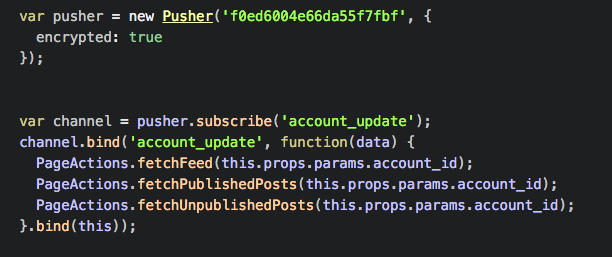 var pusher = new Pusher('f0ed6004e66da55f7fbf', {
  encrypted: true
});
var channel = pusher.subscribe('account_update');
channel.bind('account_update', function(data) {
  PageActions.fetchFeed(this.props.params.account_id);
  PageActions.fetchPublishedPosts(this.props.params.account_id);
  PageActions.fetchUnpublishedPosts(this.props.params.account_id);
}.bind(this));